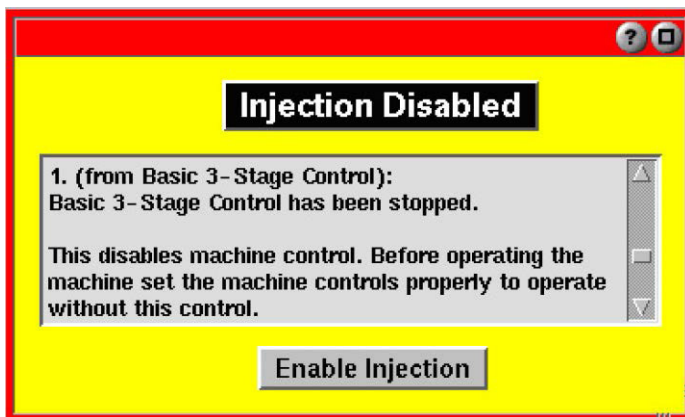 ?
Injection Disabled
1. (from Basic 3-Stage Control):
Basic 3-Stage Control has been stopped.
This disables machine control. Before operating the
machine set the machine controls properly to operate
without this control.
Enable Injection